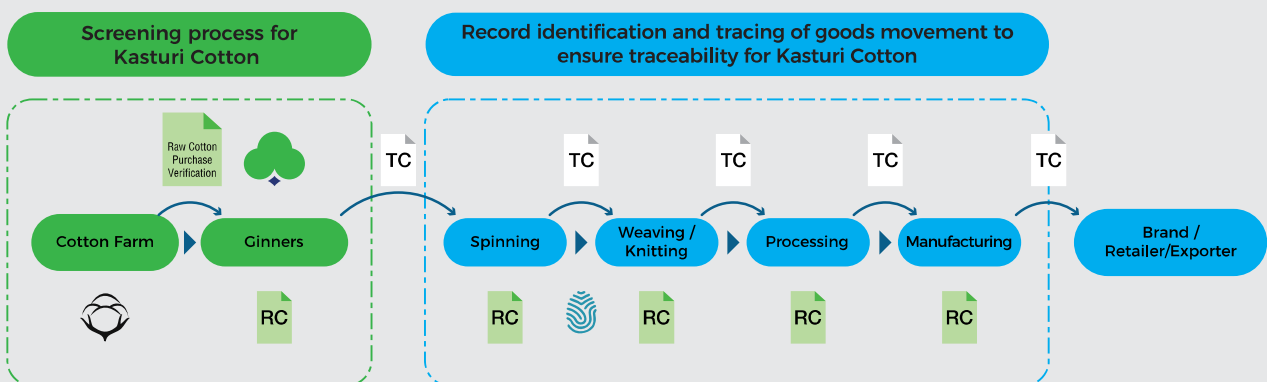 Screening process for
Kasturi Cotton
Record identification and tracing of goods movement to
ensure traceability for Kasturi Cotton
Raw Cotton
Purchase
Verification
TC
TC
TC
TC
TC
Cotton Farm
Ginners
Spinning
Weaving /
Knitting
Processing
Manufacturing
Brand /
Retailer/Exporter
RC
RC
RC
RC
RC